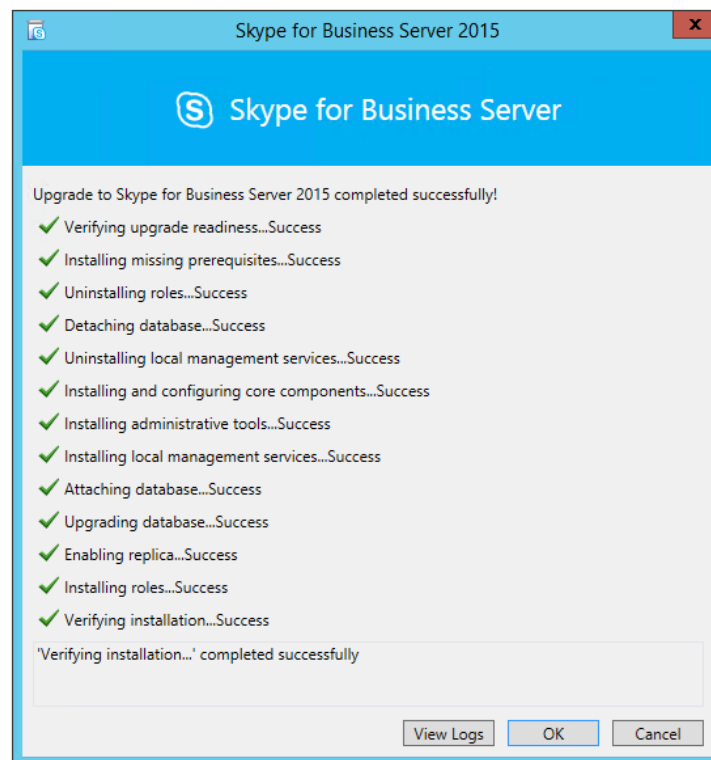 Skype for Business Server 2015
x
S Skype for Business Server
Upgrade to Skype for Business Server 2015 completed successfully!
Verifying upgrade readiness...Success
Installing missing prerequisites...Success
Uninstalling roles...Success
Detaching database...Success
Uninstalling local management services...Success
Installing and configuring core components...Success
Installing administrative tools...Success
Installing local management services...Success
Attaching database...Success
Upgrading database...Success
Enabling replica...Success
Installing roles...Success
Verifying installation...Success
'Verifying installation...' completed successfully
View Logs OK Cancel